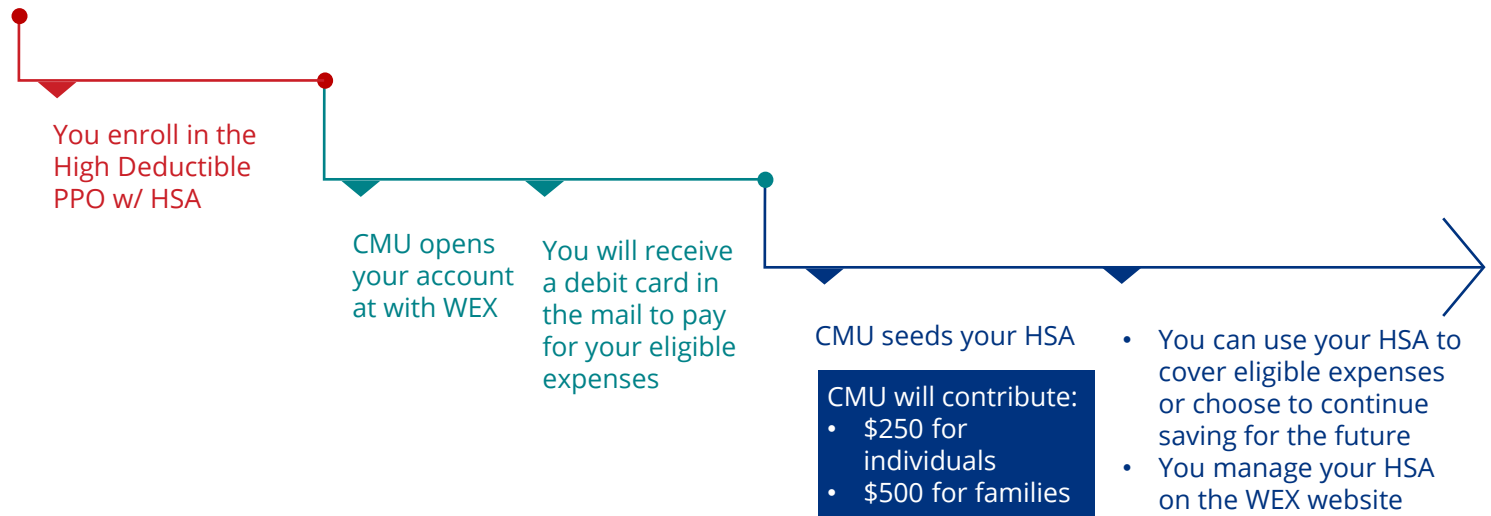 You enroll in the
High Deductible
PPO w/ HSA
CMU opens
your account
at with WEX
You will receive
a debit card in
the mail to pay
for your eligible
expenses
CMU seeds your HSA
CMU will contribute:
• $250 for
individuals
• $500 for families
• You can use your HSA to
cover eligible expenses
or choose to continue
saving for the future
• You manage your HSA
on the WEX website